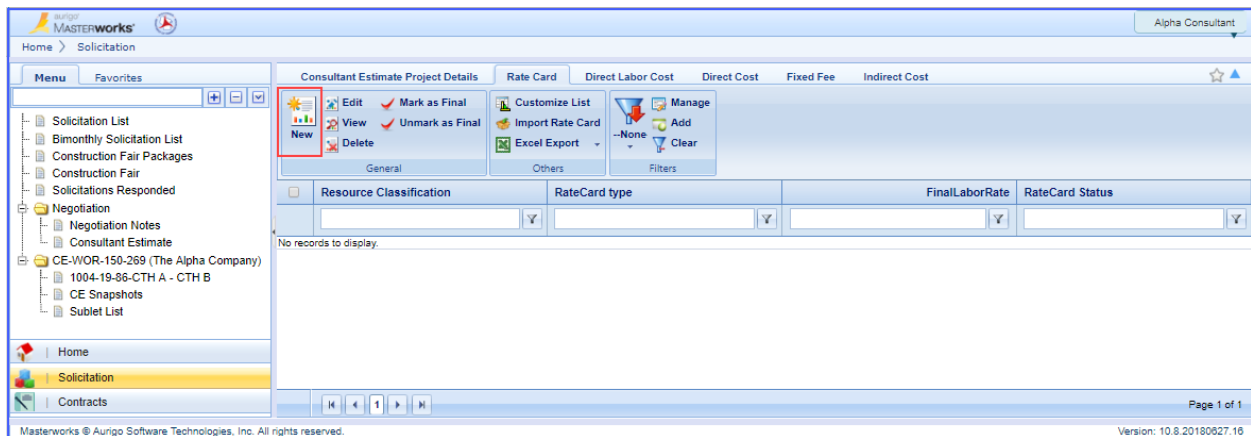 aurigo
MASTERworks
Alpha Consultant
Home Solicitation
Menu Favorites
Solicitation List
Bimonthly Solicitation List
Construction Fair Packages
Construction Fair
Solicitations Responded
Negotiation
Negotiation Notes
Consultant Estimate
CE-WOR-150-269 (The Alpha Company)
1004-19-86-CTH A - CTH B
CE Snapshots
Sublet List
Home
Solicitation
Contracts
Consultant Estimate Project Details Rate Card Direct Labor Cost Direct Cost Fixed Fee Indirect Cost
New
Edit Mark as Final
View Unmark as Final
Delete
General
Customize List
Import Rate Card
Excel Export
Others
--None
Manage
Add
Clear
Filters
Resource Classification RateCard type FinalLaborRate RateCard Status
No records to display.
1
Page 1 of 1
Masterworks © Aurigo Software Technologies, Inc. All rights reserved. Version: 10.8.20180627.16